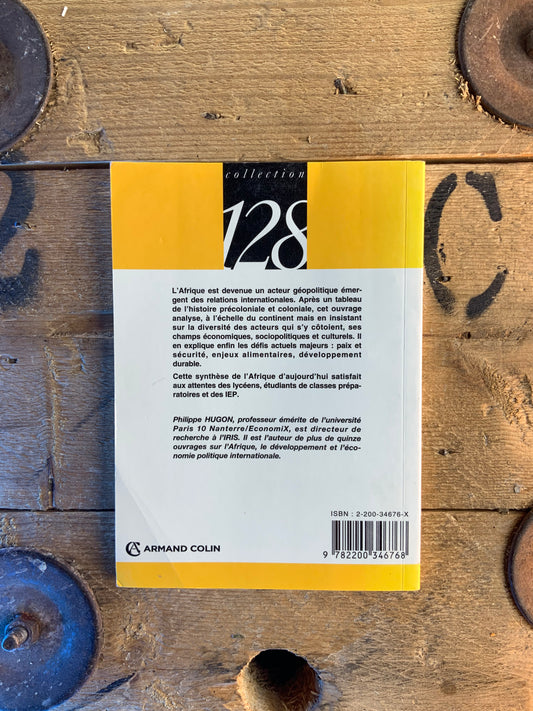 collection
128
L'Afrique est devenue un acteur géopolitique émer-
gent des relations internationales. Après un tableau
de l'histoire précoloniale et coloniale, cet ouvrage
analyse, à l'échelle du continent mais en insistant
sur la diversité des acteurs qui s'y côtoient, ses
champs économiques, sociopolitiques et culturels. Il
en explique enfin les défis actuels majeurs : paix et
sécurité, enjeux alimentaires, développement
durable.
Cette synthèse de l'Afrique d'aujourd'hui satisfait
aux attentes des lycéens, étudiants de classes prépa-
ratoires et des IEP.
Philippe HUGON, professeur émérite de l'université
Paris 10 Nanterre/EconomiX, est directeur de
recherche à l'IRIS. Il est l'auteur de plus de quinze
ouvrages sur l'Afrique, le développement et l'éco-
nomie politique internationale.
ISBN : 2-200-34676-X
9 782200 346768
ARMAND COLIN
2
C